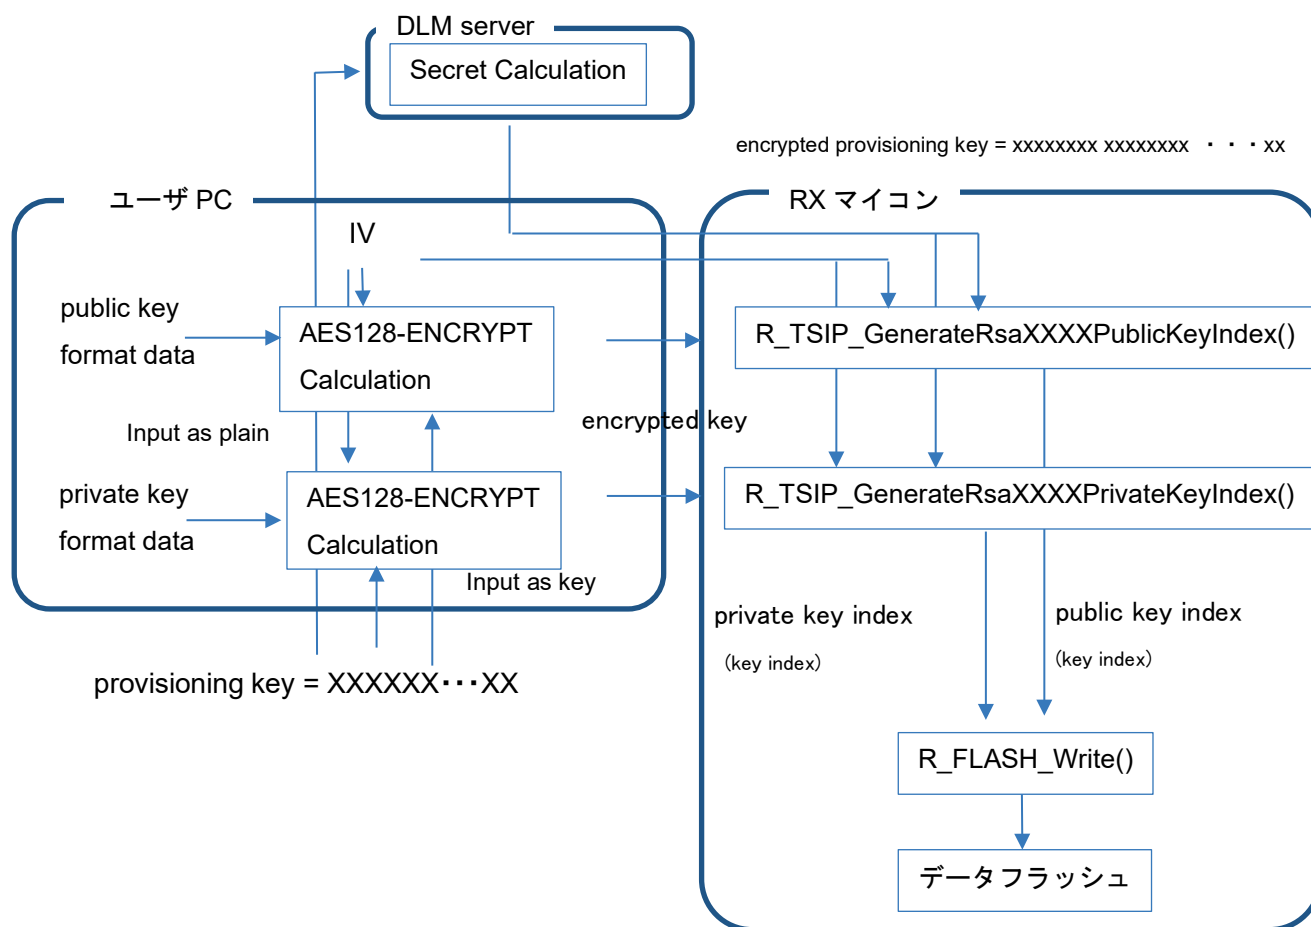 DLM server
Secret Calculation
encrypted provisioning key = xxxxxxxx xxxxxxxx ・・・xx
ユーザ PC
RX マイコン
IV
public key
format data
AES128-ENCRYPT
Calculation
R_TSIP_GenerateRsaXXXXPublicKeyIndex()
Input as plain
encrypted key
private key
format data
AES128-ENCRYPT
Calculation
R_TSIP_GenerateRsaXXXXPrivateKeyIndex()
Input as key
private key index
(key index)
public key index
(key index)
provisioning key = XXXXXX･･･XX
R_FLASH_Write()
データフラッシュ